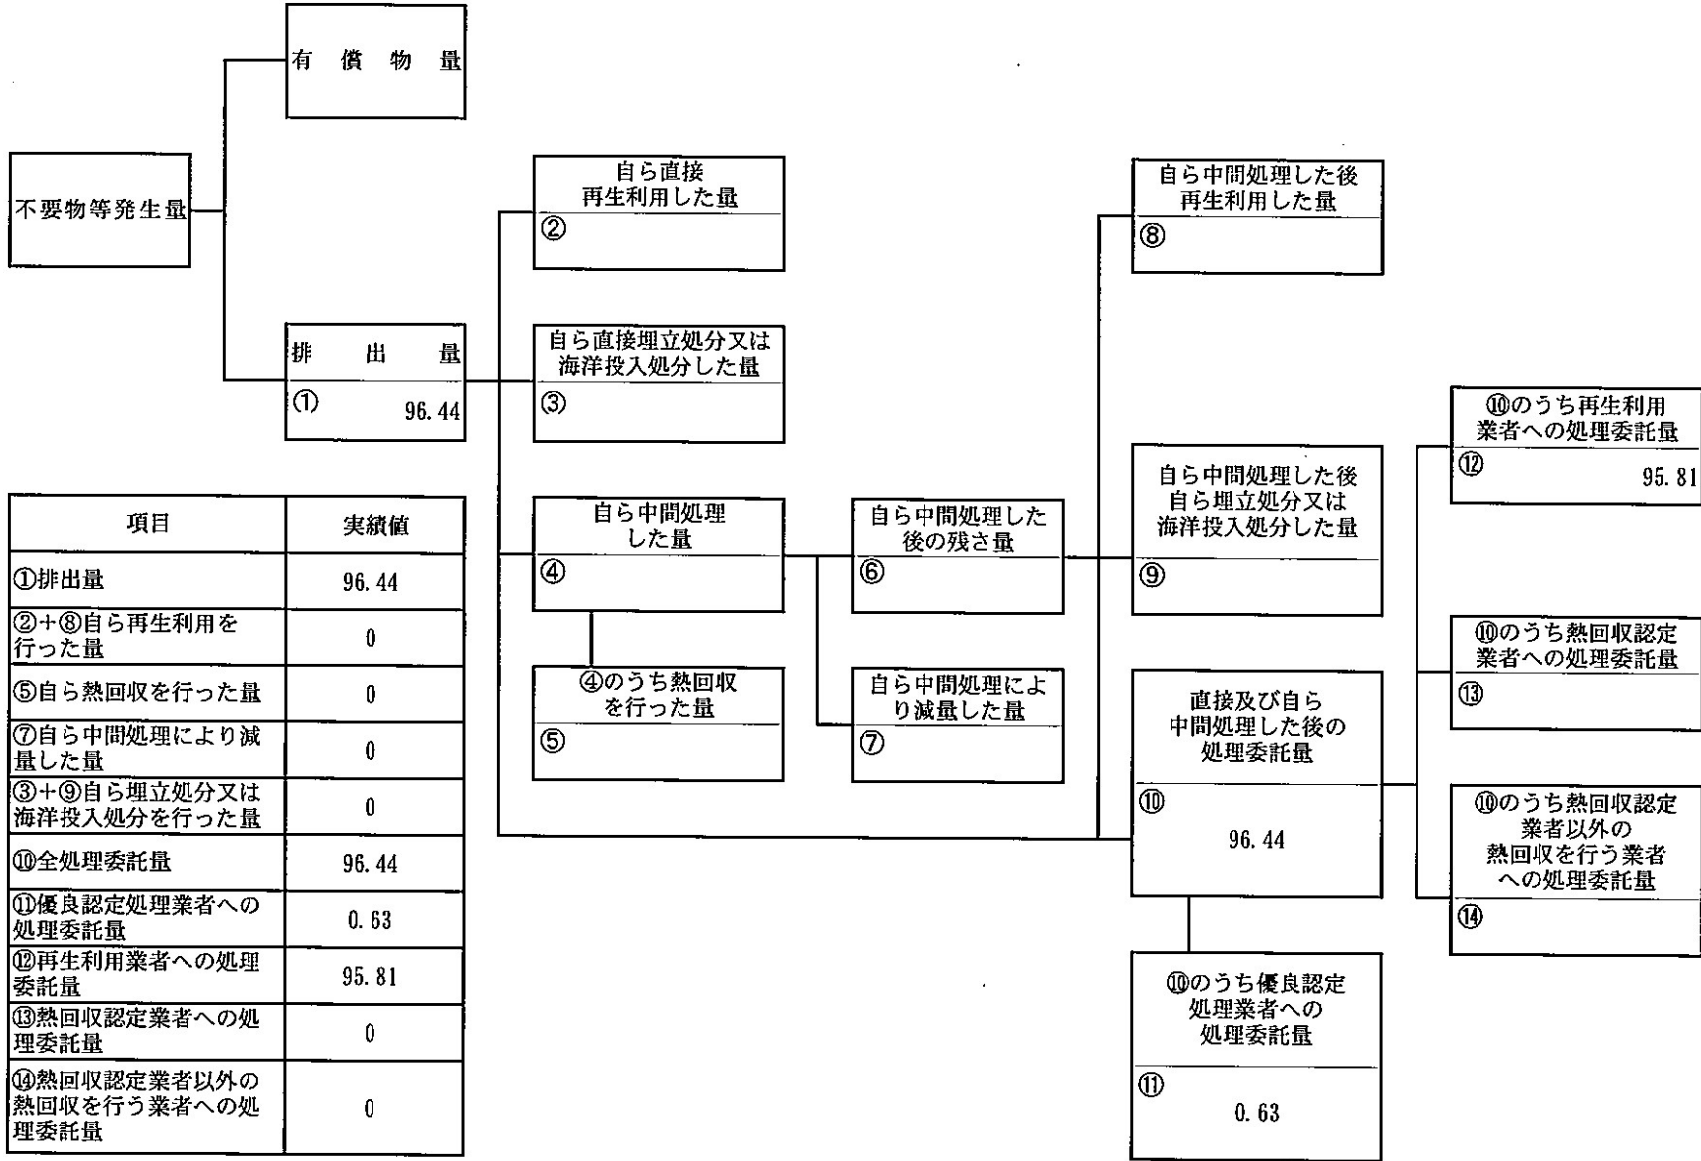 有償物量
不要物等発生量
排出量
① 96.44
自ら直接
再生利用した量
②
自ら直接埋立処分又は
海洋投入処分した量
③
自ら中間処理
した量
④
④のうち熱回収
を行った量
⑤
自ら中間処理した
後の残さ量
⑥
自ら中間処理によ
り減量した量
⑦
自ら中間処理した後
再生利用した量
⑧
自ら中間処理した後
自ら埋立処分又は
海洋投入処分した量
⑨
直接及び自ら
中間処理した後の
処理委託量
⑩
96.44
⑩のうち優良認定
処理業者への
処理委託量
⑪
0.63
⑩のうち再生利用
業者への処理委託量
⑫ 95.81
⑩のうち熱回収認定
業者への処理委託量
⑬
⑩のうち熱回収認定
業者以外の
熱回収を行う業者
への処理委託量
⑭
項目 実績値
①排出量 96.44
②+⑧自ら再生利用を
行った量 0
⑤自ら熱回収を行った量 0
⑦自ら中間処理により減
量した量 0
③+⑨自ら埋立処分又は
海洋投入処分を行った量 0
⑩全処理委託量 96.44
⑪優良認定処理業者への
処理委託量 0.63
⑫再生利用業者への処理
委託量 95.81
⑬熱回収認定業者への処
理委託量 0
⑭熱回収認定業者以外の
熱回収を行う業者への処
理委託量 0